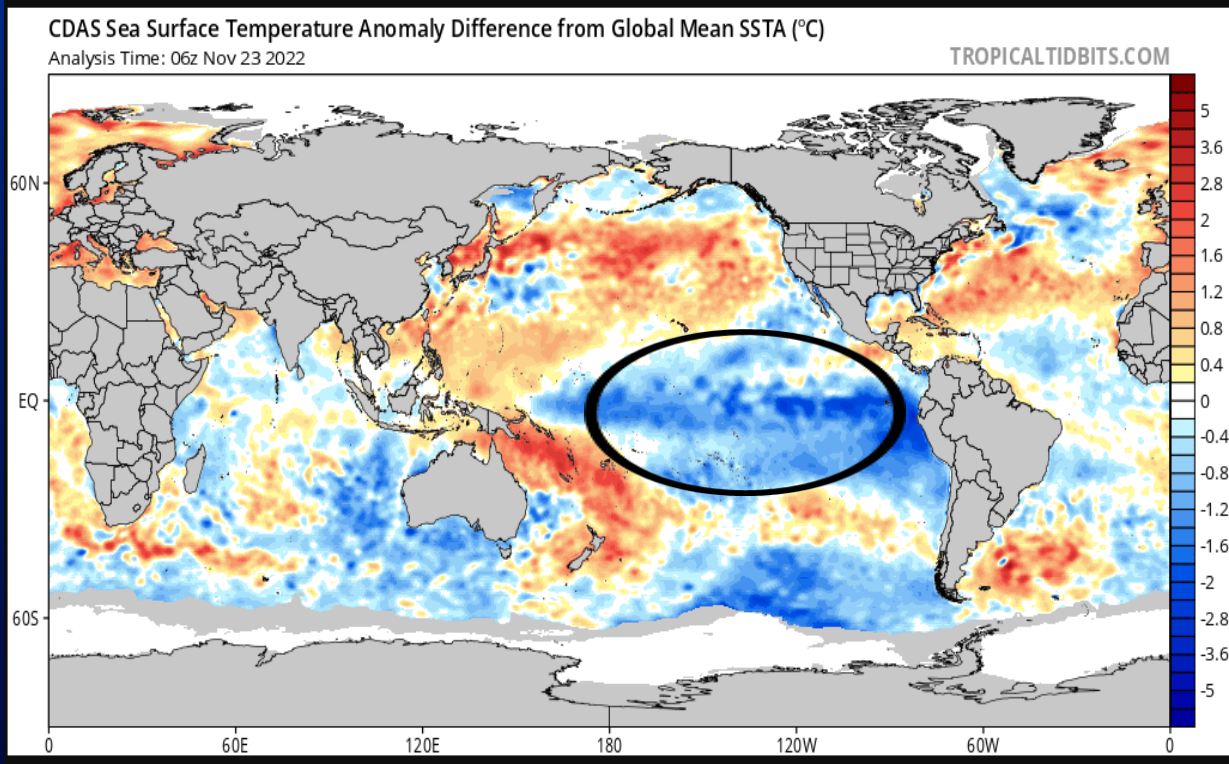 CDAS Sea Surface Temperature Anomaly Difference from Global Mean SSTA (°C)
Analysis Time: 06z Nov 23 2022
TROPICALTIDBITS.COM
60N
EQ
60S
0
60E
120E
180
120W
60W
0
5
3.6
2.8
2
1.6
1.2
0.8
0.4
0
-0.4
-0.8
-1.2
-1.6
-2
-2.8
-3.6
-5